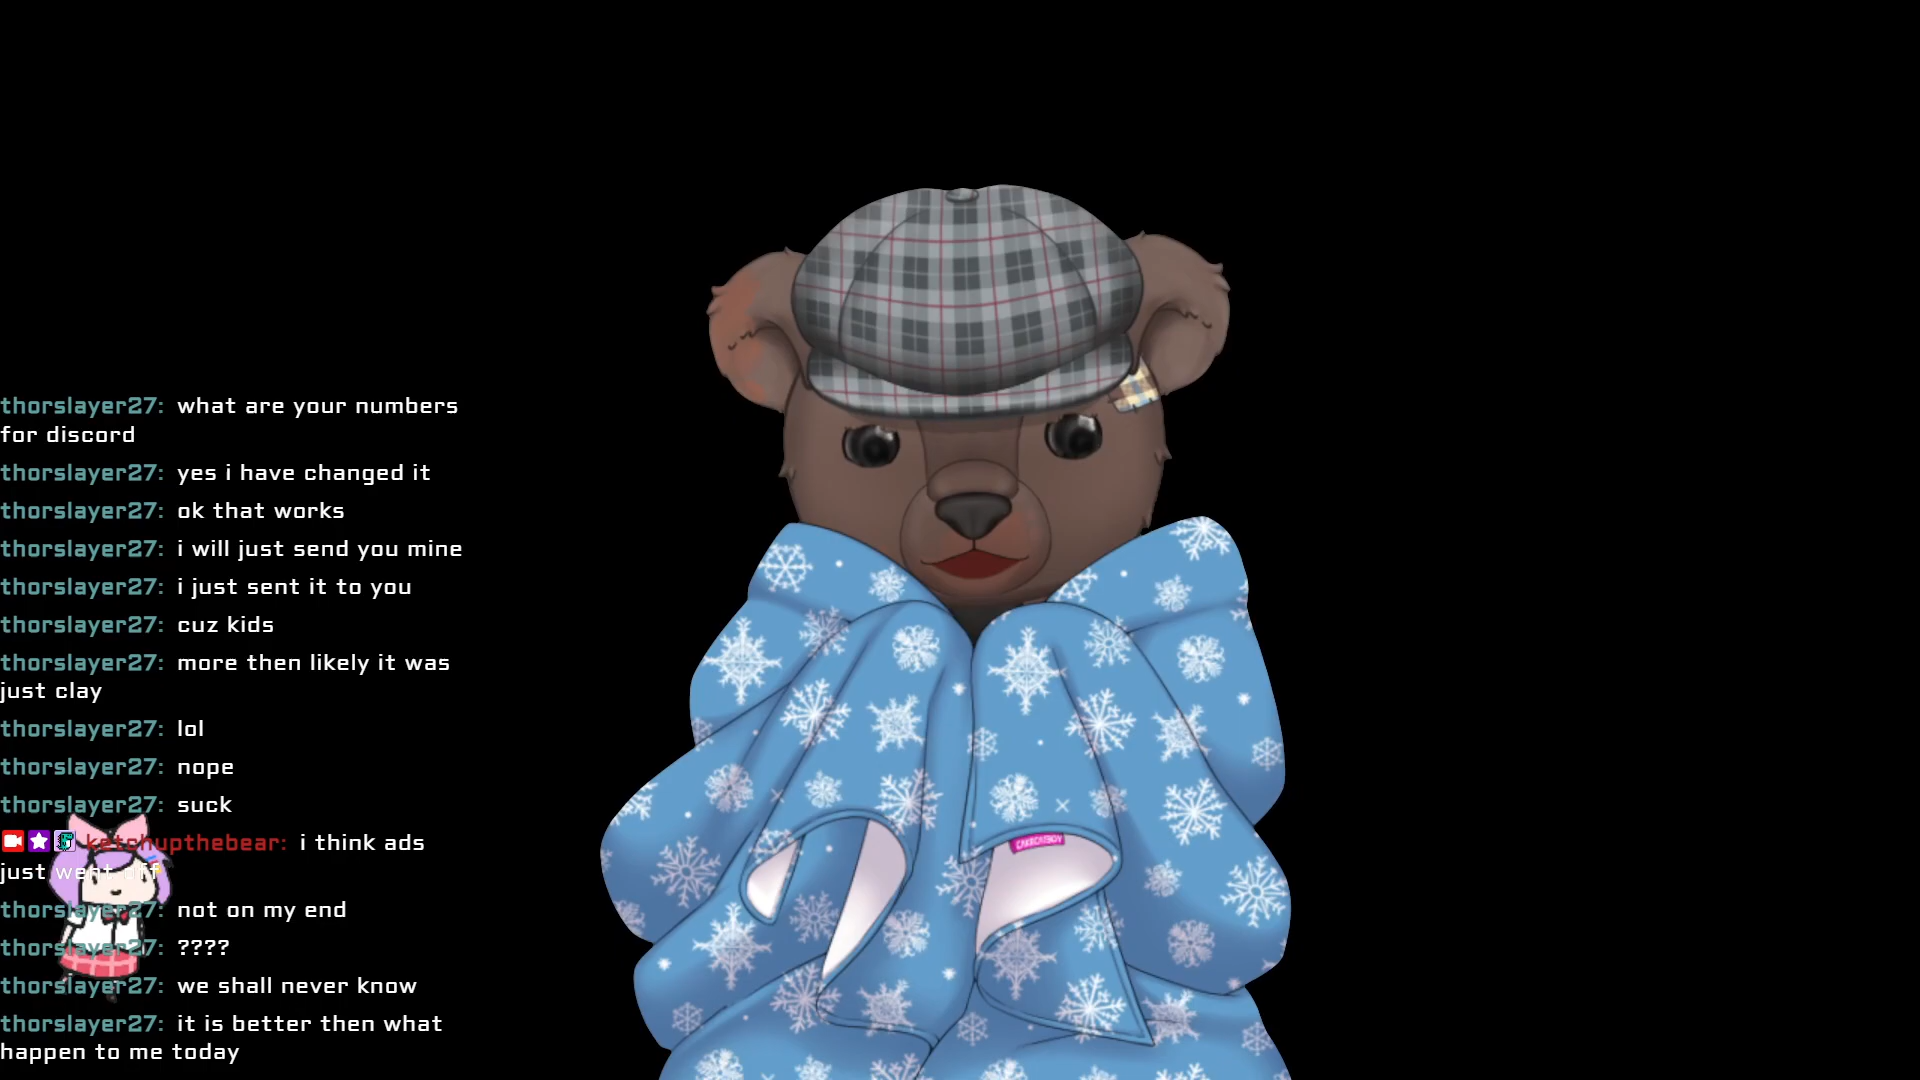 thorslayer27: what are your numbers
for discord
thorslayer27: yes i have changed it
thorslayer27: ok that works
thorslayer27: i will just send you mine
thorslayer27: i just sent it to you
thorslayer27: cuz kids
thorslayer27: more then likely it was
just clay
thorslayer27: lol
thorslayer27: nope
thorslayer27: suck
ketchupthebear: i think ads
just went off
thorslayer27: not on my end
thorslayer27: ????
thorslayer27: we shall never know
thorslayer27: it is better then what
happen to me today